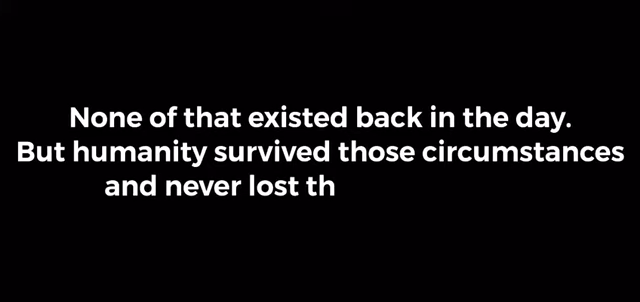 None of that existed back in the day.
But humanity survived those circumstances
and never lost th